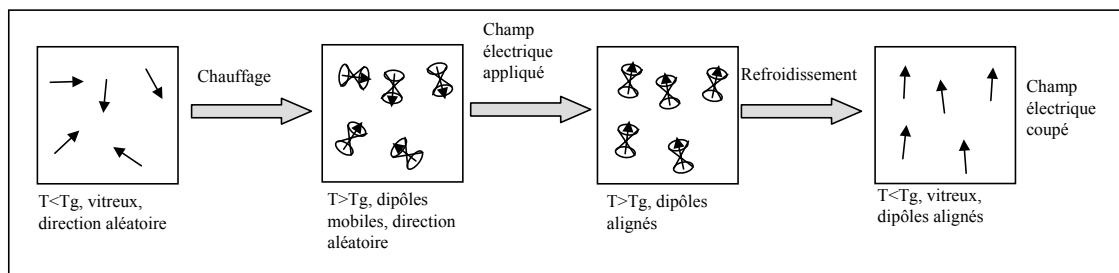 Chauffage
Champ
électrique
appliqué
Refroidissement
Champ
électrique
coupé
T<Tg, vitreux,
direction aléatoire
T>Tg, dipôles
mobiles, direction
aléatoire
T>Tg, dipôles
alignés
T<Tg, vitreux,
dipôles alignés